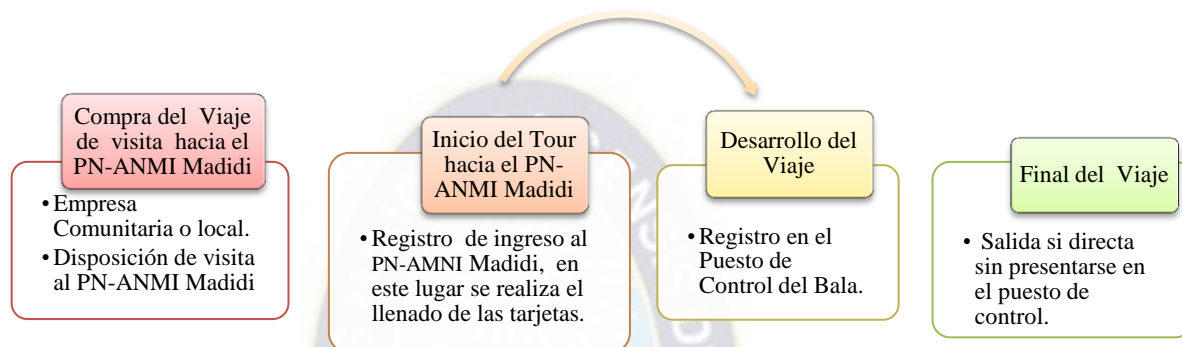 Compra del Viaje
de visita hacia el
PN-ANMI Madidi
• Empresa
Comunitaria o local.
• Disposición de visita
al PN-ANMI Madidi
Inicio del Tour
hacia el PN-
ANMI Madidi
• Registro de ingreso al
PN-AMNI Madidi, en
este lugar se realiza el
llenado de las tarjetas.
Desarrollo del
Viaje
• Registro en el
Puesto de
Control del Bala.
Final del Viaje
• Salida si directa
sin presentarse en
el puesto de
control.